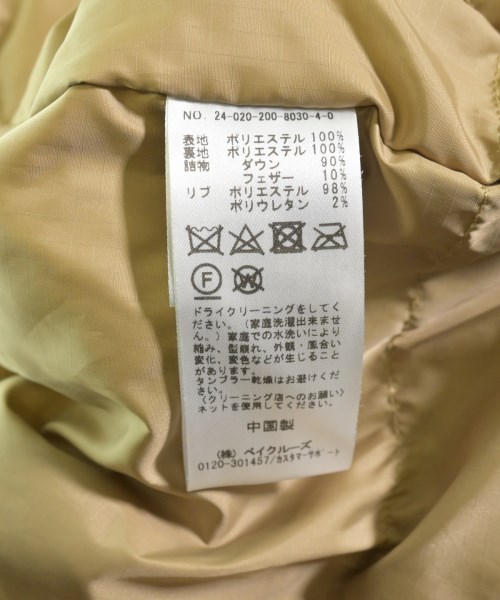 NO. 24-020-200-8030-4-0
表地 ポリエステル 100%
裏地 ポリエステル 100%
詰物 ダウン 90%
フェザー 10%
リブ ポリエステル 98%
ポリウレタン 2%
F W
ドライクリーニングをしてく
ださい。(家庭洗濯出来ませ
ん。)家庭での水洗いにより
縮み、型崩れ、外観・風合い
変化、変色などが生じること
があります。
タンブラー乾燥はお避けくだ
さい。
〈クリーニング店へのお願い〉
ネットを使用してください。
中国製
(株) ベイクルーズ
0120-301457/カスタマーサポート